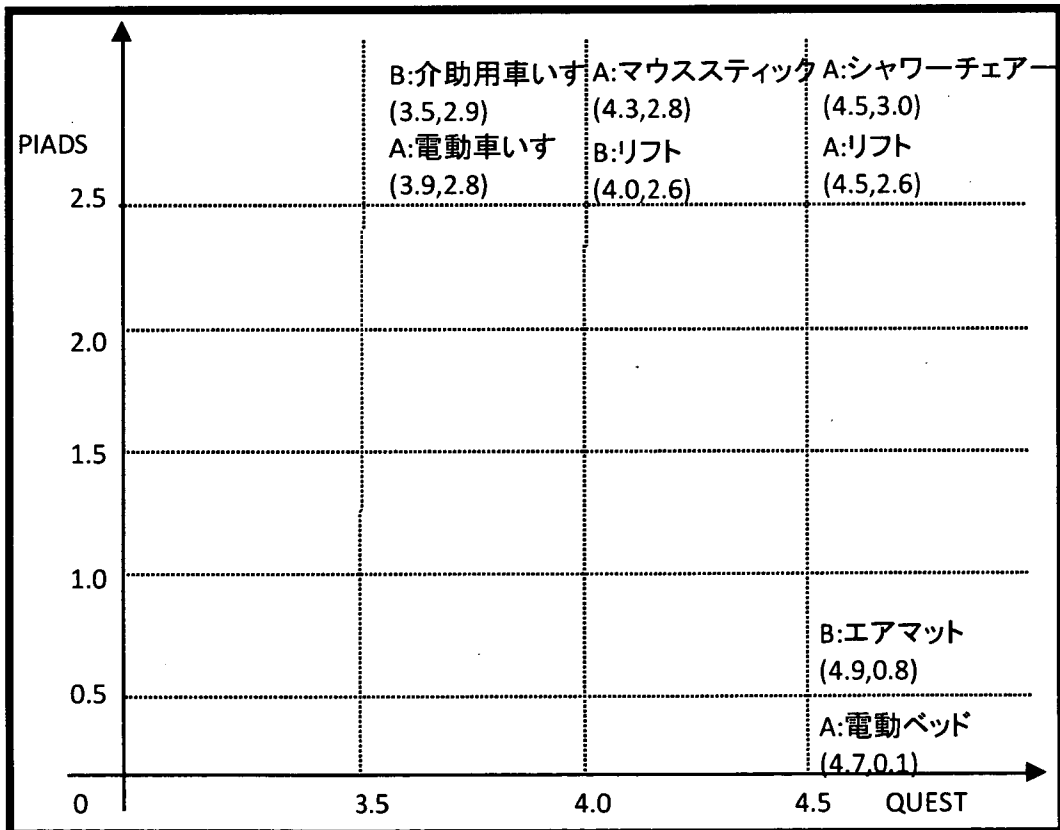 B:介助用車いす
(3.5,2.9)
A:電動車いす
(3.9,2.8)
A:マウススティック
(4.3,2.8)
B:リフト
(4.0,2.6)
A:シャワーチェアー
(4.5,3.0)
A:リフト
(4.5,2.6)
PIADS
2.5
2.0
1.5
1.0
0.5
B:エアマット
(4.9,0.8)
A:電動ベッド
(4.7,0.1)
0
3.5
4.0
4.5
QUEST